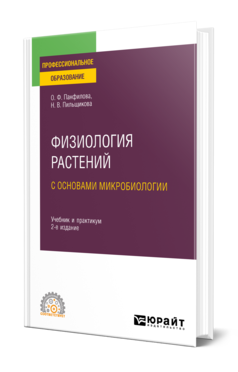 ПРОФЕССИОНАЛЬНОЕ
ОБРАЗОВАНИЕ
О. Ф. Панфилова,
Н. В. Пильщикова
ФИЗИОЛОГИЯ
РАСТЕНИЙ
С ОСНОВАМИ МИКРОБИОЛОГИИ
Учебник и практикум
2-е издание
ЮРАЙТ